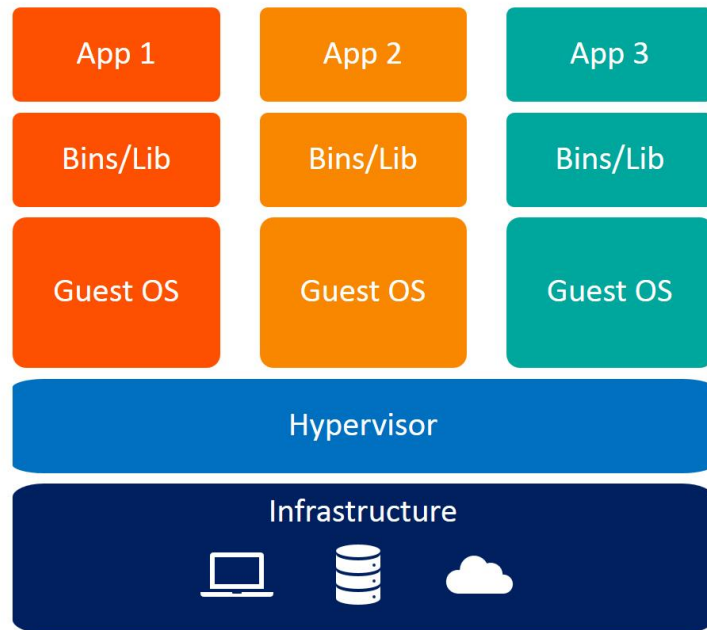 App 1
App 2
App 3
Bins/Lib
Bins/Lib
Bins/Lib
Guest OS
Guest OS
Guest OS
Hypervisor
Infrastructure